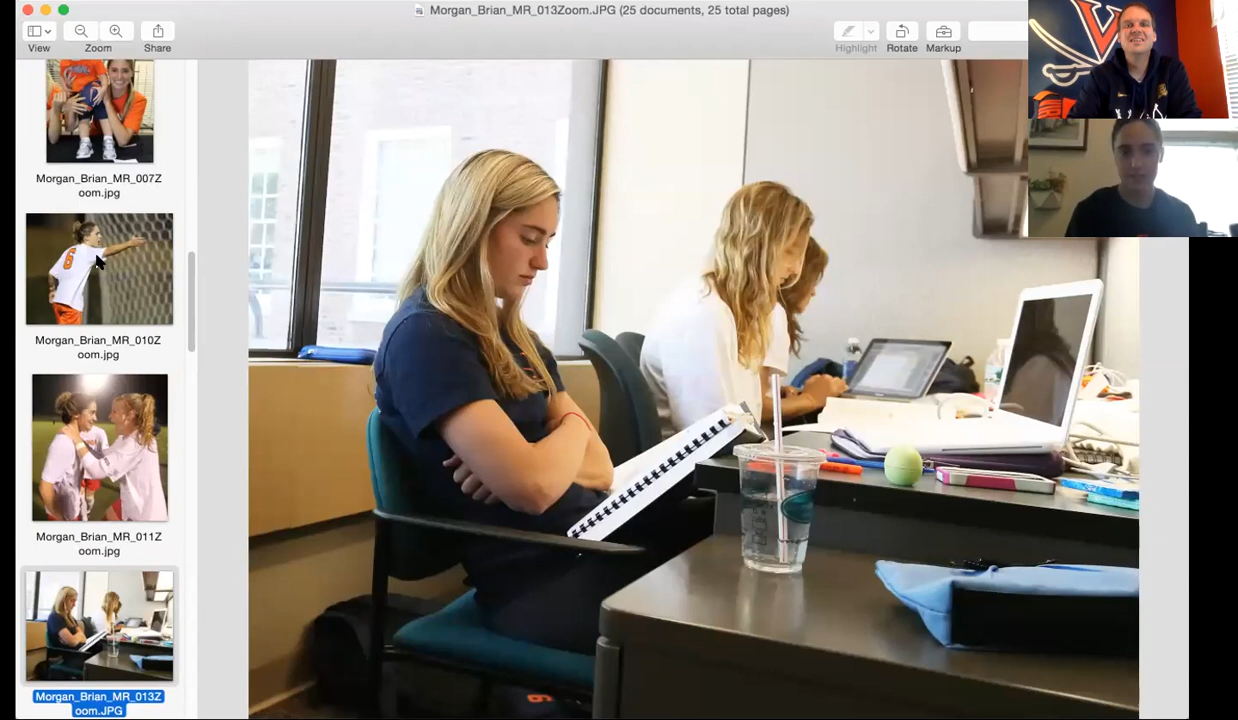 Morgan_Brian_MR_013Zoom.JPG (25 documents, 25 total pages)
View
Zoom
Share
Highlight
Rotate
Markup
Morgan_Brian_MR_007Z
oom.jpg
6
Morgan_Brian_MR_010Z
oom.jpg
Morgan_Brian_MR_011Z
oom.jpg
Morgan_Brian_MR_013Z
oom.JPG
V